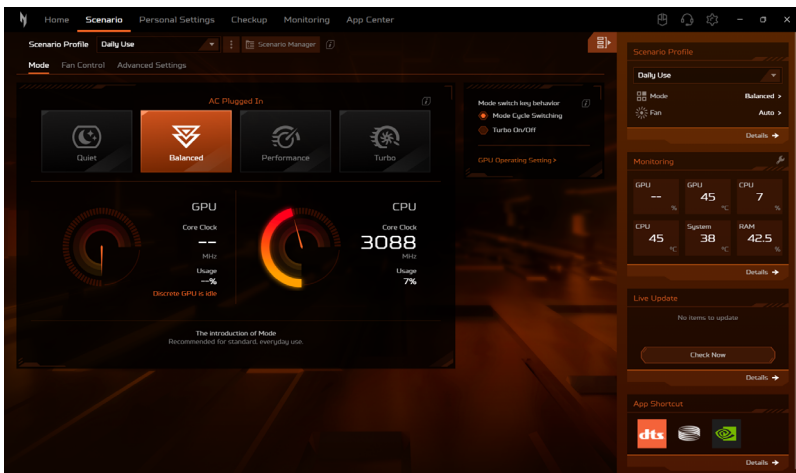 Home Scenario Personal Settings Checkup Monitoring App Center
Scenario Profile Daily Use Scenario Manager
Mode Fan Control Advanced Settings
AC Plugged In
Quiet Balanced Performance Turbo
GPU
Core Clock
--
MHz
Usage
--%
Discrete GPU is idle
CPU
Core Clock
3088
MHz
Usage
7%
The introduction of Mode
Recommended for standard, everyday use.
Mode switch key behavior
Mode Cycle Switching
Turbo On/Off
GPU Operating Setting >
Scenario Profile
Daily Use
Mode Balanced >
Fan Auto >
Details →
Monitoring
GPU -- %
GPU 45 °C
CPU 7 %
CPU 45 °C
System 38 °C
RAM 42.5 %
Details →
Live Update
No items to update
Check Now
Details →
App Shortcut
dts
Details →